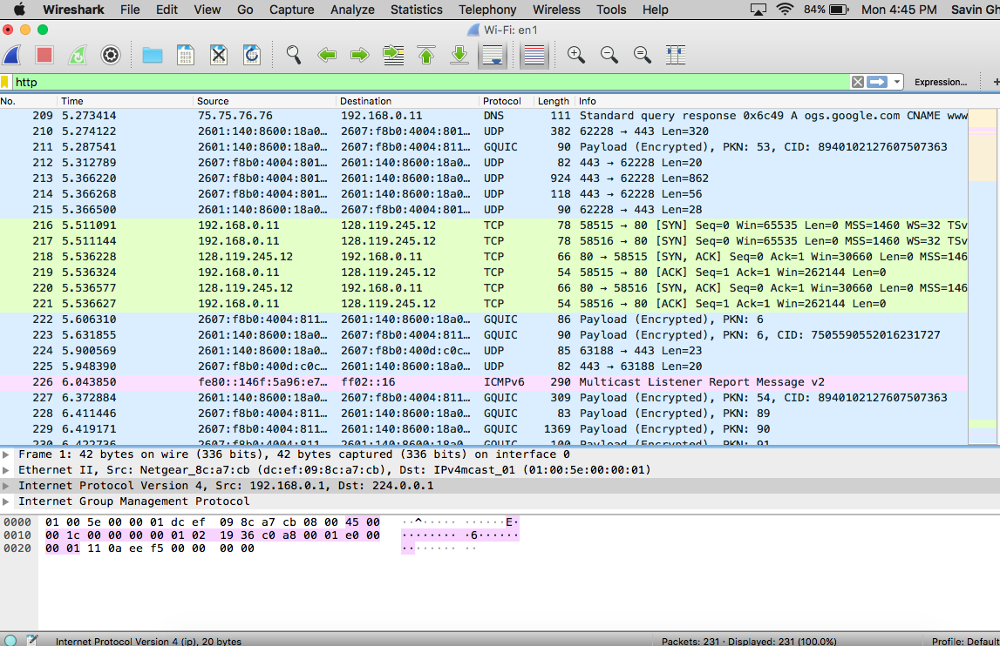 Wireshark File Edit View Go Capture Analyze Statistics Telephony Wireless Tools Help 84% Mon 4:45 PM Savin Gh
Wi-Fi: en1
http Expression... +
No. Time Source Destination Protocol Length Info
209 5.273414 75.75.76.76 192.168.0.11 DNS 111 Standard query response 0x6c49 A ogs.google.com CNAME www
210 5.274122 2601:140:8600:18a0… 2607:f8b0:4004:801… UDP 382 62228 → 443 Len=320
211 5.287541 2601:140:8600:18a0… 2607:f8b0:4004:811… GQUIC 90 Payload (Encrypted), PKN: 53, CID: 8940102127607507363
212 5.312789 2607:f8b0:4004:801… 2601:140:8600:18a0… UDP 82 443 → 62228 Len=20
213 5.366220 2607:f8b0:4004:801… 2601:140:8600:18a0… UDP 924 443 → 62228 Len=862
214 5.366268 2607:f8b0:4004:801… 2601:140:8600:18a0… UDP 118 443 → 62228 Len=56
215 5.366500 2601:140:8600:18a0… 2607:f8b0:4004:801… UDP 90 62228 → 443 Len=28
216 5.511091 192.168.0.11 128.119.245.12 TCP 78 58515 → 80 [SYN] Seq=0 Win=65535 Len=0 MSS=1460 WS=32 TSv
217 5.511144 192.168.0.11 128.119.245.12 TCP 78 58516 → 80 [SYN] Seq=0 Win=65535 Len=0 MSS=1460 WS=32 TSv
218 5.536228 128.119.245.12 192.168.0.11 TCP 66 80 → 58515 [SYN, ACK] Seq=0 Ack=1 Win=30660 Len=0 MSS=146
219 5.536324 192.168.0.11 128.119.245.12 TCP 54 58515 → 80 [ACK] Seq=1 Ack=1 Win=262144 Len=0
220 5.536577 128.119.245.12 192.168.0.11 TCP 66 80 → 58516 [SYN, ACK] Seq=0 Ack=1 Win=30660 Len=0 MSS=146
221 5.536627 192.168.0.11 128.119.245.12 TCP 54 58516 → 80 [ACK] Seq=1 Ack=1 Win=262144 Len=0
222 5.606310 2607:f8b0:4004:811… 2601:140:8600:18a0… GQUIC 86 Payload (Encrypted), PKN: 6
223 5.631855 2601:140:8600:18a0… 2607:f8b0:4004:811… GQUIC 90 Payload (Encrypted), PKN: 6, CID: 7505590552016231727
224 5.900569 2601:140:8600:18a0… 2607:f8b0:400d:c0c… UDP 85 63188 → 443 Len=23
225 5.948390 2607:f8b0:400d:c0c… 2601:140:8600:18a0… UDP 82 443 → 63188 Len=20
226 6.043850 fe80::146f:5a96:e7… ff02::16 ICMPv6 290 Multicast Listener Report Message v2
227 6.372884 2601:140:8600:18a0… 2607:f8b0:4004:811… GQUIC 309 Payload (Encrypted), PKN: 54, CID: 8940102127607507363
228 6.411446 2607:f8b0:4004:811… 2601:140:8600:18a0… GQUIC 83 Payload (Encrypted), PKN: 89
229 6.419171 2607:f8b0:4004:811… 2601:140:8600:18a0… GQUIC 1369 Payload (Encrypted), PKN: 90
230 6.422736 2607:f8b0:4004:811… 2601:140:8600:18a0… GQUIC 100 Payload (Encrypted), PKN: 91
Frame 1: 42 bytes on wire (336 bits), 42 bytes captured (336 bits) on interface 0
Ethernet II, Src: Netgear_8c:a7:cb (dc:ef:09:8c:a7:cb), Dst: IPv4mcast_01 (01:00:5e:00:00:01)
Internet Protocol Version 4, Src: 192.168.0.1, Dst: 224.0.0.1
Internet Group Management Protocol
0000 01 00 5e 00 00 01 dc ef 09 8c a7 cb 08 00 45 00 ··^····· ······E·
0010 00 1c 00 00 00 00 01 02 19 36 c0 a8 00 01 e0 00 ········ ·6······
0020 00 01 11 0a ee f5 00 00 00 00 ········ ··
Internet Protocol Version 4 (ip), 20 bytes Packets: 231 · Displayed: 231 (100.0%) Profile: Default